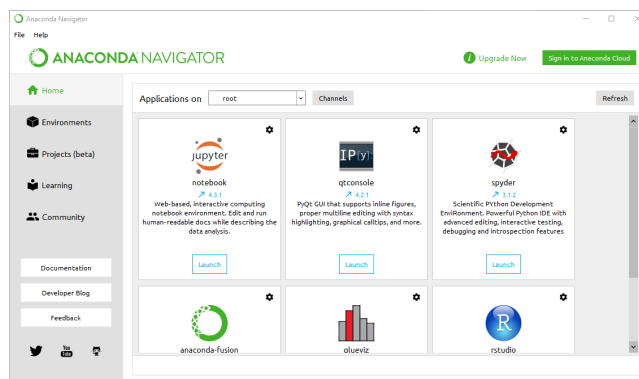 Anaconda Navigator
File Help
ANACONDA NAVIGATOR
Upgrade Now
Sign in to Anaconda Cloud
Home
Environments
Projects (beta)
Learning
Community
Documentation
Developer Blog
Feedback
You
Tube
Applications on root Channels Refresh
jupyter
notebook
4.3.1
Web-based, interactive computing
notebook environment. Edit and run
human-readable docs while describing the
data analysis.
Launch
IP[y]:
qtconsole
4.2.1
PyQt GUI that supports inline figures,
proper multiline editing with syntax
highlighting, graphical calltips, and more.
Launch
spyder
3.1.2
Scientific PYthon Development
EnviRonment. Powerful Python IDE with
advanced editing, interactive testing,
debugging and introspection features
Launch
anaconda-fusion
glueviz
R
rstudio